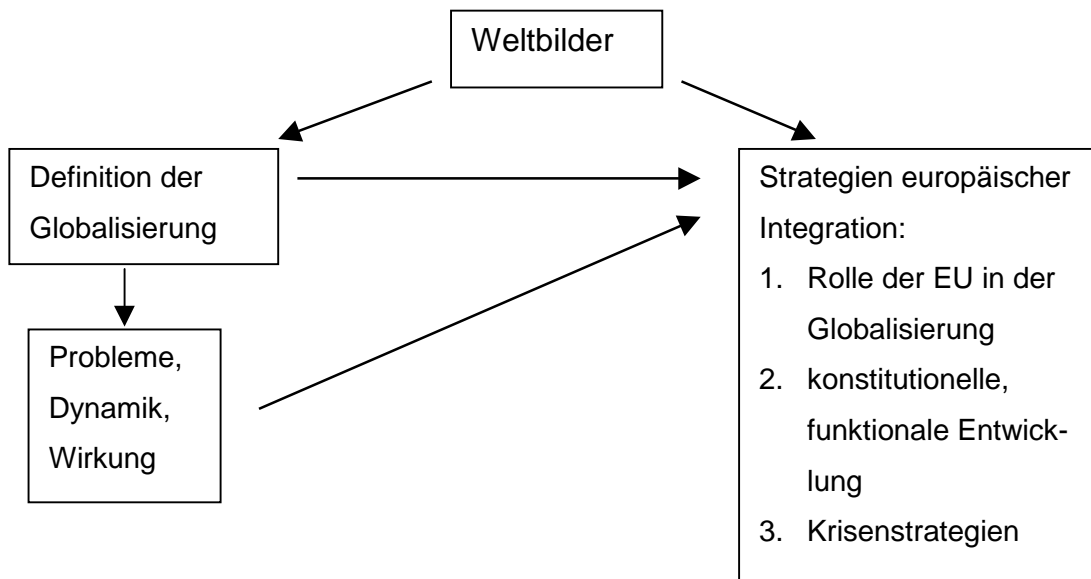 Weltbilder
Definition der
Globalisierung
Probleme,
Dynamik,
Wirkung
Strategien europäischer
Integration:
1. Rolle der EU in der
Globalisierung
2. konstitutionelle,
funktionale Entwick-
lung
3. Krisenstrategien